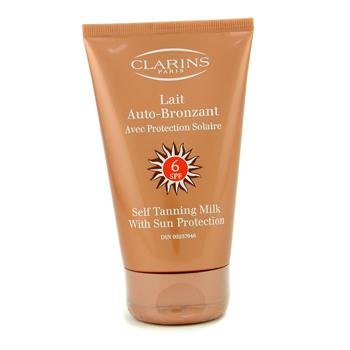 CLARINS
PARIS
Lait
Auto-Bronzant
Avec Protection Solaire
6
SPF
Self Tanning Milk
With Sun Protection